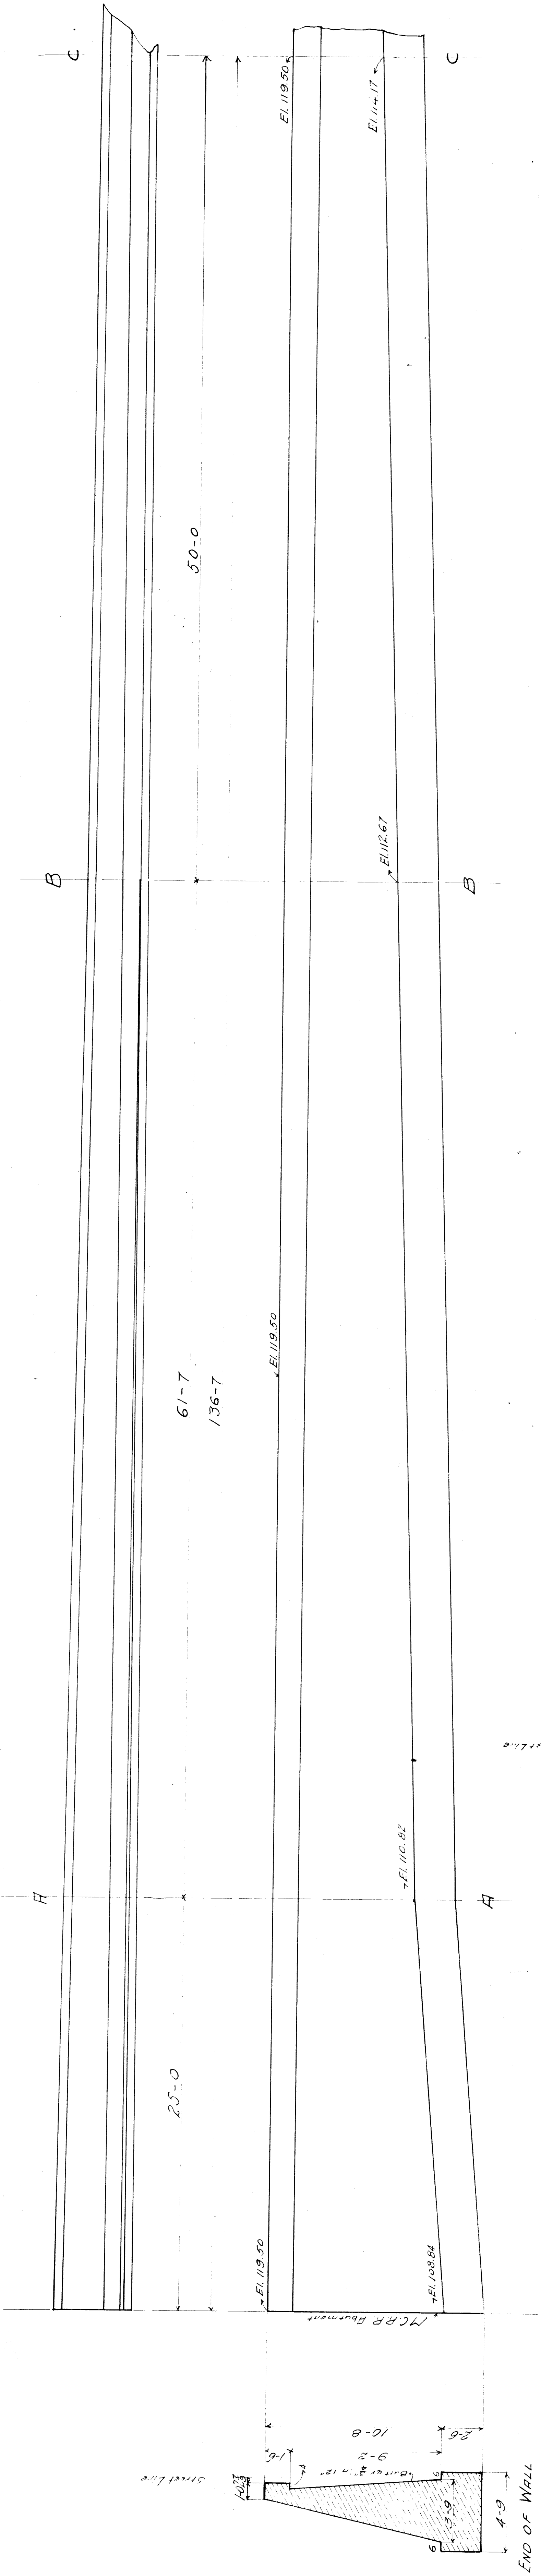 C
C
El. 119.50
El. 114.17
50-0
B
El. 112.67
B
El. 119.50
61-7
136-7
A
El. 110.82
A
25-0
El. 119.50
El. 108.84
M.C.R.R. Abutment
Street Line
1-6
10-8
9-2
2-6
Batter ¾" in 12"
6
6
3-9
4-9
END OF WALL